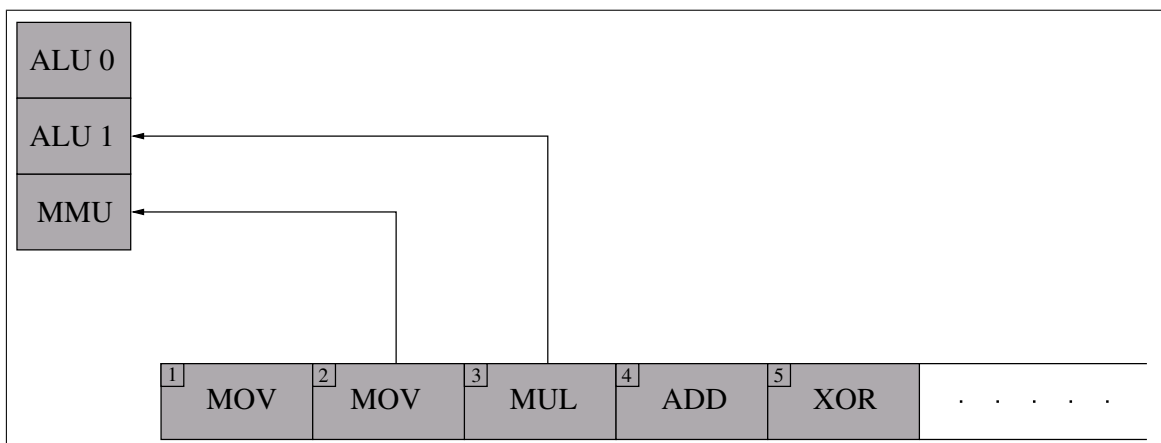 ALU 0
ALU 1
MMU
1 MOV
2 MOV
3 MUL
4 ADD
5 XOR
. . . . .